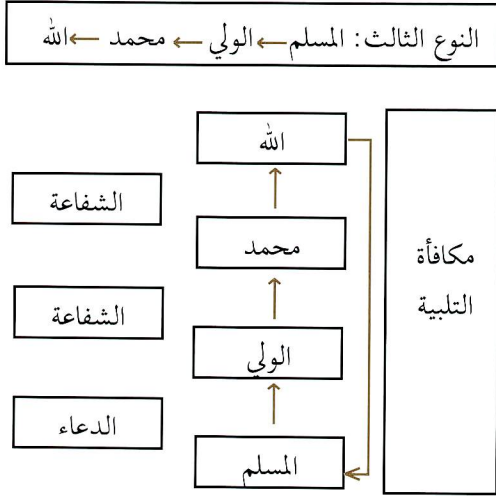 النوع الثالث: المسلم ← الولي ← محمد ← الله
الله
الشفاعة
محمد
مكافأة
التلبية
الشفاعة
الولي
الدعاء
المسلم